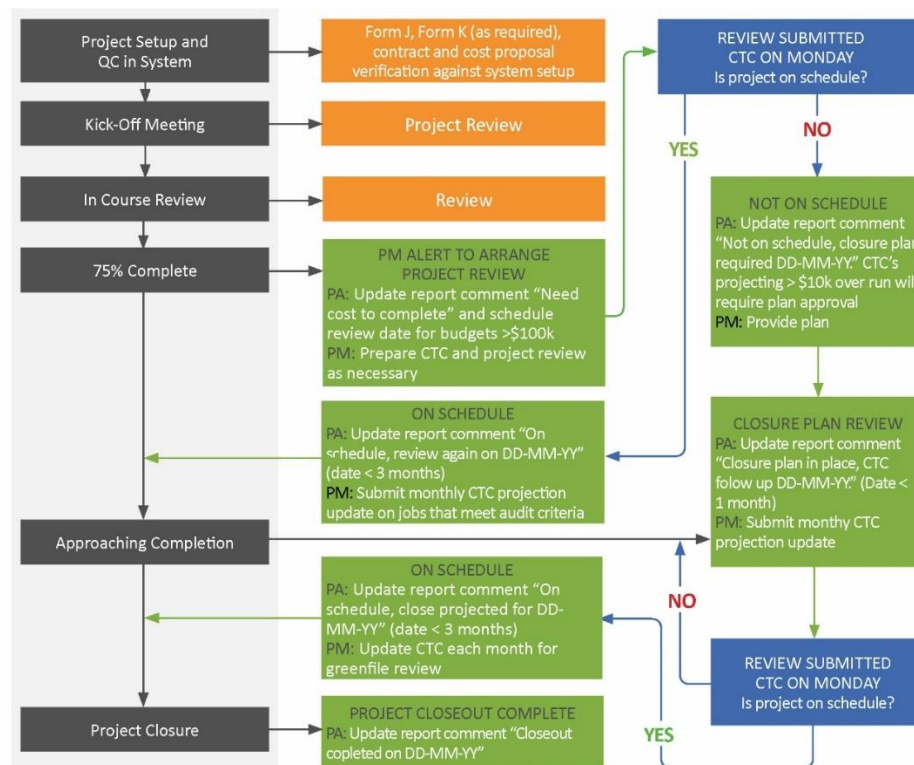 Project Setup and
QC in System
Form J, Form K (as required),
contract and cost proposal
verification against system setup
REVIEW SUBMITTED
CTC ON MONDAY
Is project on schedule?
Kick-Off Meeting
Project Review
YES
NO
In Course Review
Review
NOT ON SCHEDULE
PA: Update report comment
"Not on schedule, closure plan
required DD-MM-YY." CTC's
projecting > $10k over run will
require plan approval
PM: Provide plan
75% Complete
PM ALERT TO ARRANGE
PROJECT REVIEW
PA: Update report comment "Need
cost to complete" and schedule
review date for budgets >$100k
PM: Prepare CTC and project review
as necessary
ON SCHEDULE
PA: Update report comment "On
schedule, review again on DD-MM-YY"
(date < 3 months)
PM: Submit monthly CTC projection
update on jobs that meet audit criteria
CLOSURE PLAN REVIEW
PA: Update report comment
"Closure plan in place, CTC
folow up DD-MM-YY." (Date <
1 month)
PM: Submit monthy CTC
projection update
Approaching Completion
ON SCHEDULE
PA: Update report comment "On
schedule, close projected for DD-
MM-YY" (date < 3 months)
PM: Update CTC each month for
greenfile review
NO
REVIEW SUBMITTED
CTC ON MONDAY
Is project on schedule?
Project Closure
PROJECT CLOSEOUT COMPLETE
PA: Update report comment "Closeout
copleted on DD-MM-YY"
YES